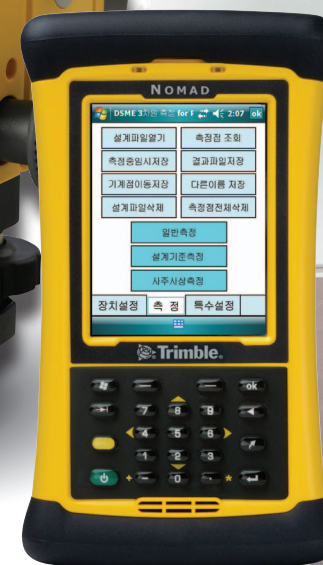 NOMAD
DSME 3차원 측정 for F 2:07 ok
설계파일열기 측정점 조회
측정중임시저장 결과파일저장
기계점이동저장 다른이름 저장
설계파일삭제 측정점전체삭제
일반측정
설계기준측정
사주사상측정
장치설정 측 정 특수설정
Trimble.
ok
7 8 9
4 5 6
1 2 3
+ - 0 . *